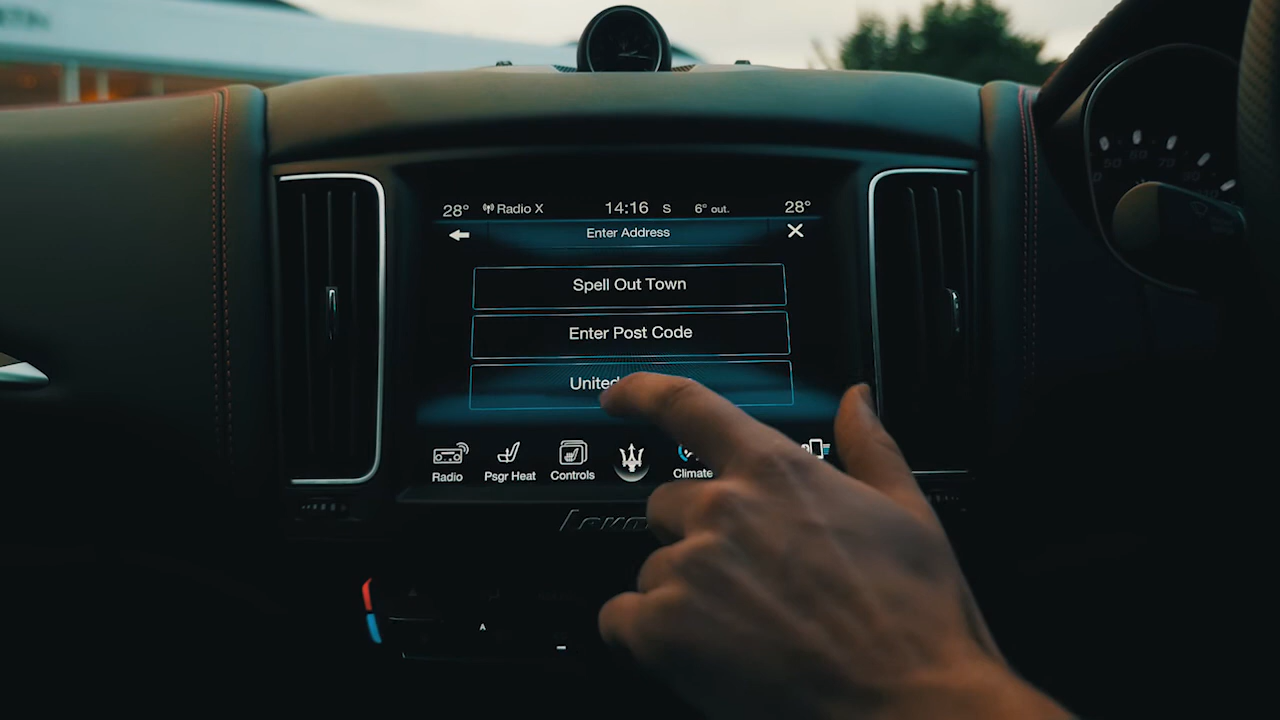 28° Radio X 14:16 S 6° out. 28°
Enter Address
Spell Out Town
Enter Post Code
United
Radio Psgr Heat Controls Climate